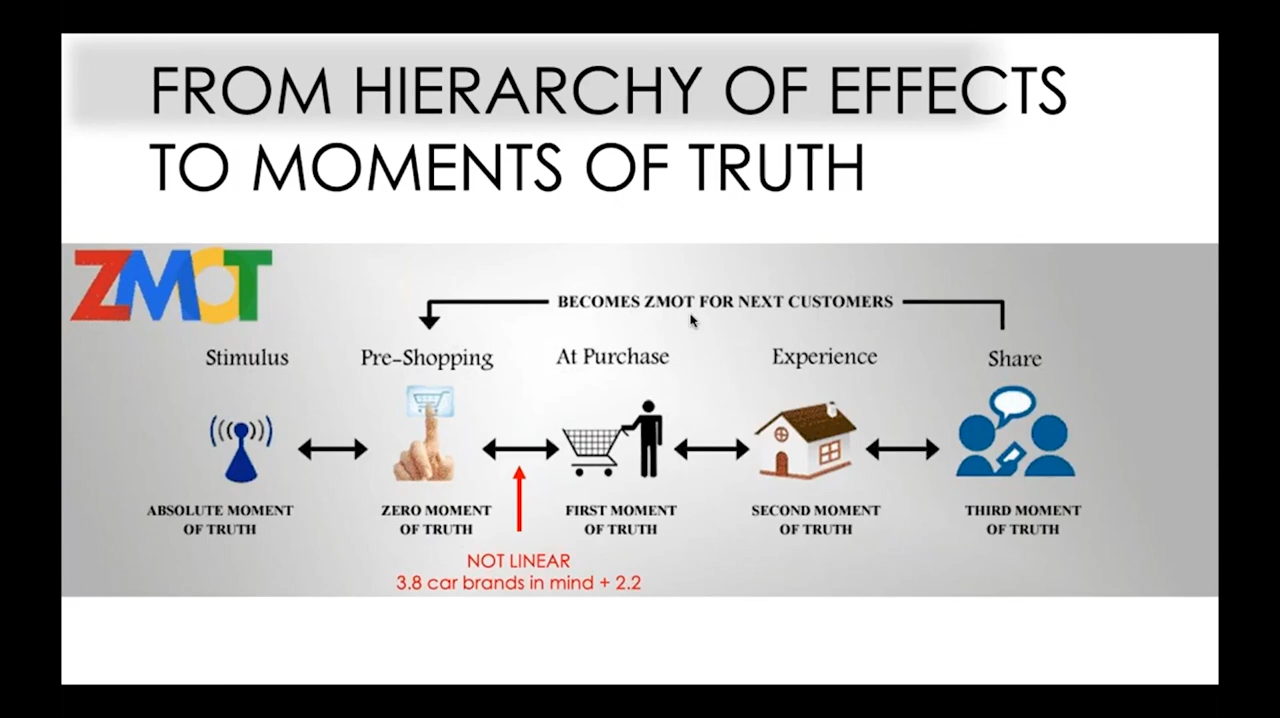 FROM HIERARCHY OF EFFECTS
TO MOMENTS OF TRUTH
ZMOT
BECOMES ZMOT FOR NEXT CUSTOMERS
Stimulus
Pre-Shopping
At Purchase
Experience
Share
ABSOLUTE MOMENT
OF TRUTH
ZERO MOMENT
OF TRUTH
FIRST MOMENT
OF TRUTH
SECOND MOMENT
OF TRUTH
THIRD MOMENT
OF TRUTH
NOT LINEAR
3.8 car brands in mind + 2.2